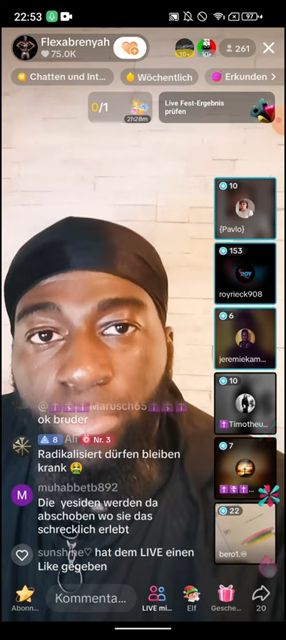 22:53
97
Flexabrenyah
75.0K
261
Chatten und Int...
Wöchentlich
Erkunden
0/1
2h28m
Live Fest-Ergebnis
prüfen
10
{Pavlo}
153
royrieck908
6
jeremiekam...
10
Timotheu...
7
22
bero1.
Marusch65
ok bruder
8 Ali Nr. 3
Radikalisiert dürfen bleiben
krank 🤮
M
muhabbetb892
Die yesiden werden da
abschoben wo sie das
schrecklich erlebt
sunshine♡ hat dem LIVE einen
Like gegeben
Abonn...
Kommenta...
LIVE mi...
Elf
Gesche...
20